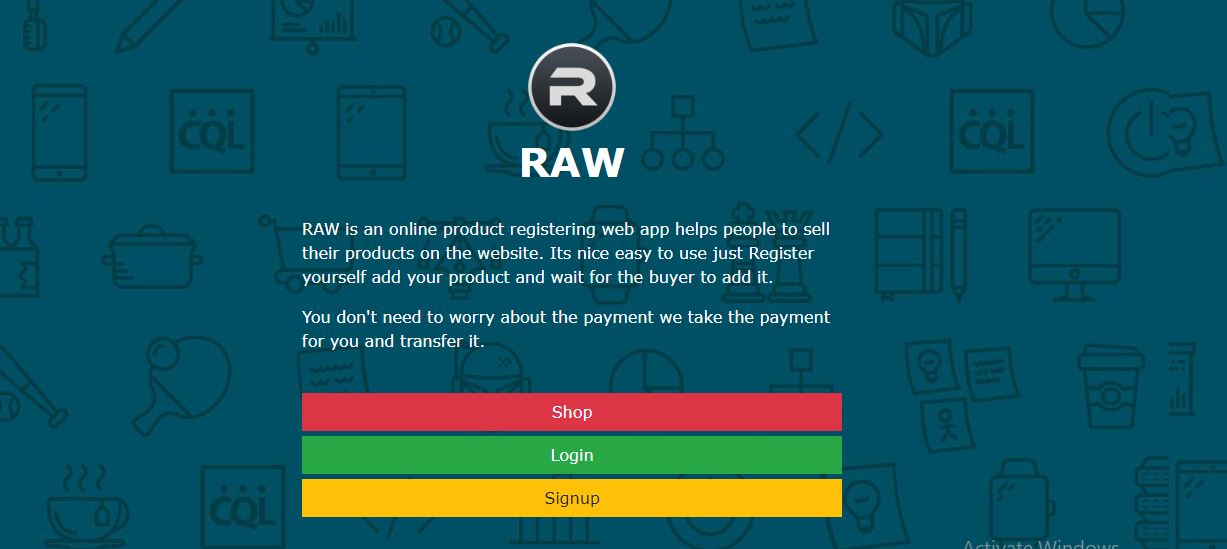 CQL
CQL
R
RAW
RAW is an online product registering web app helps people to sell
their products on the website. Its nice easy to use just Register
yourself add your product and wait for the buyer to add it.
You don't need to worry about the payment we take the payment
for you and transfer it.
Shop
Login
Signup
CQL
Activate Windows